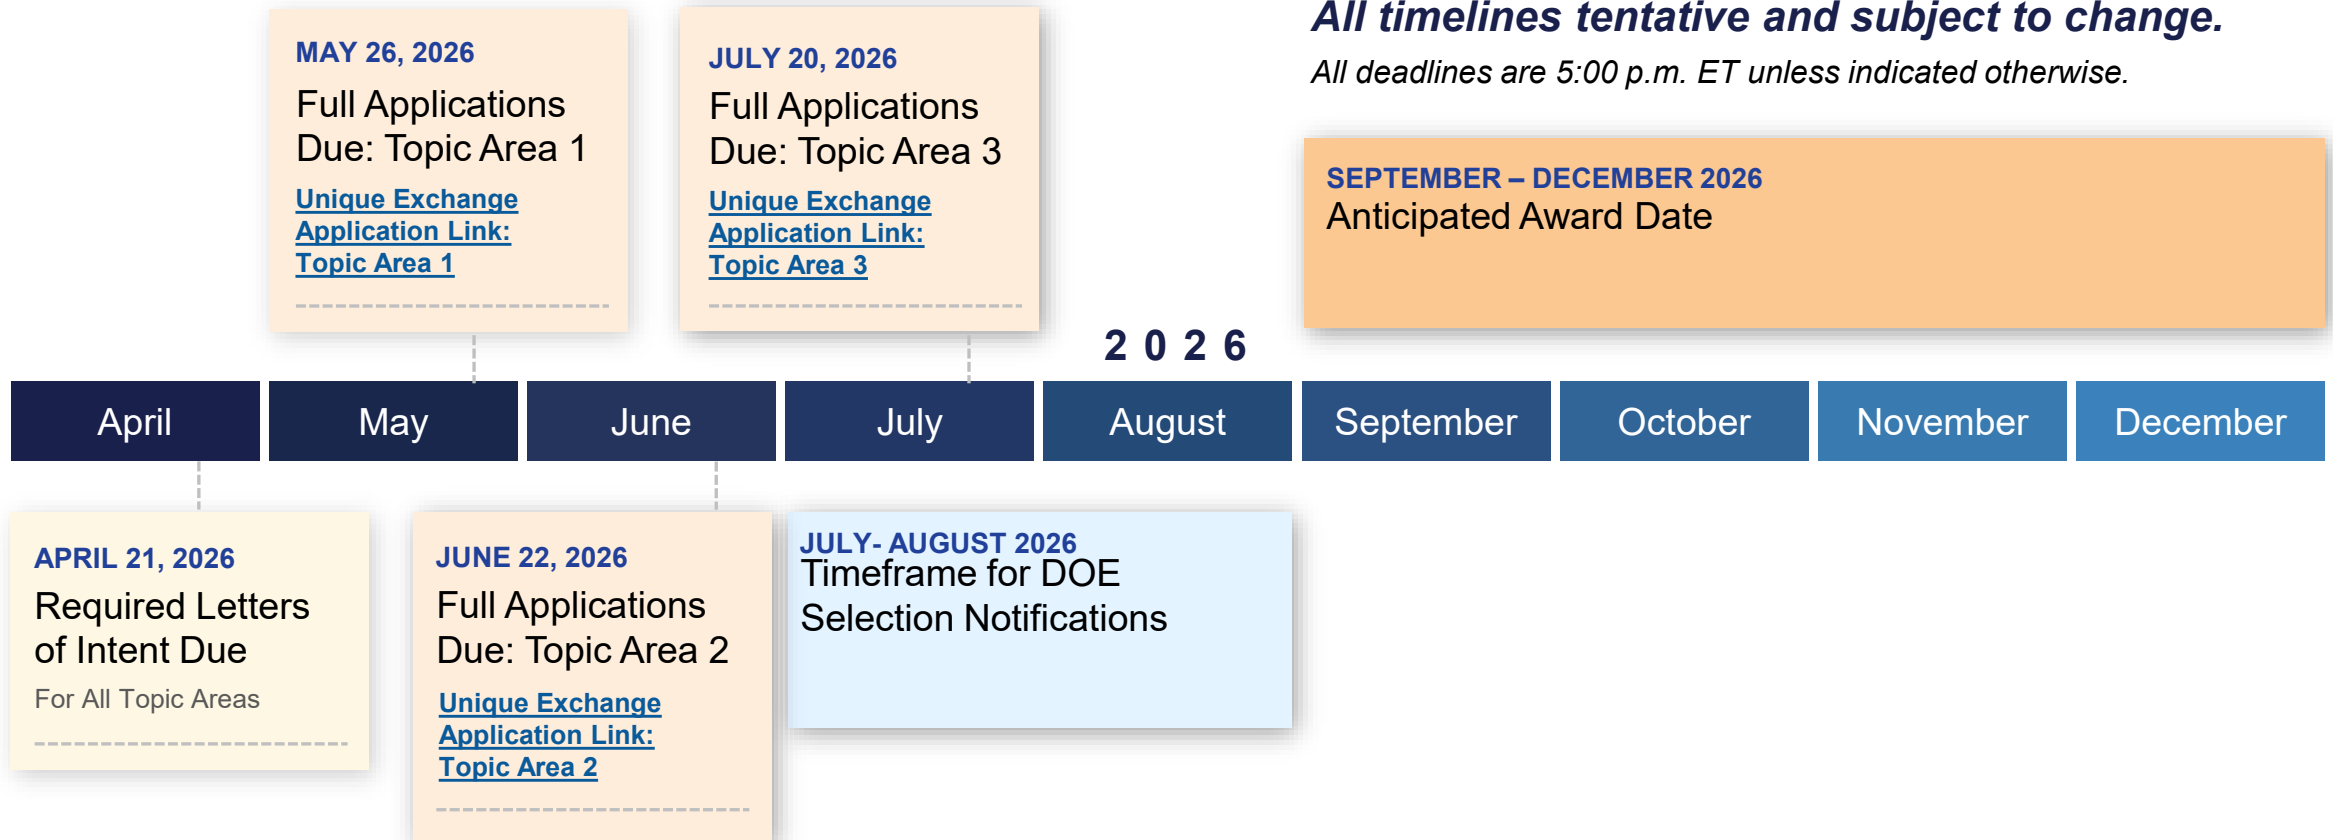 All timelines tentative and subject to change.
All deadlines are 5:00 p.m. ET unless indicated otherwise.
MAY 26, 2026
Full Applications
Due: Topic Area 1
Unique Exchange
Application Link:
Topic Area 1
JULY 20, 2026
Full Applications
Due: Topic Area 3
Unique Exchange
Application Link:
Topic Area 3
SEPTEMBER – DECEMBER 2026
Anticipated Award Date
2026
April
May
June
July
August
September
October
November
December
APRIL 21, 2026
Required Letters
of Intent Due
For All Topic Areas
JUNE 22, 2026
Full Applications
Due: Topic Area 2
Unique Exchange
Application Link:
Topic Area 2
JULY- AUGUST 2026
Timeframe for DOE
Selection Notifications